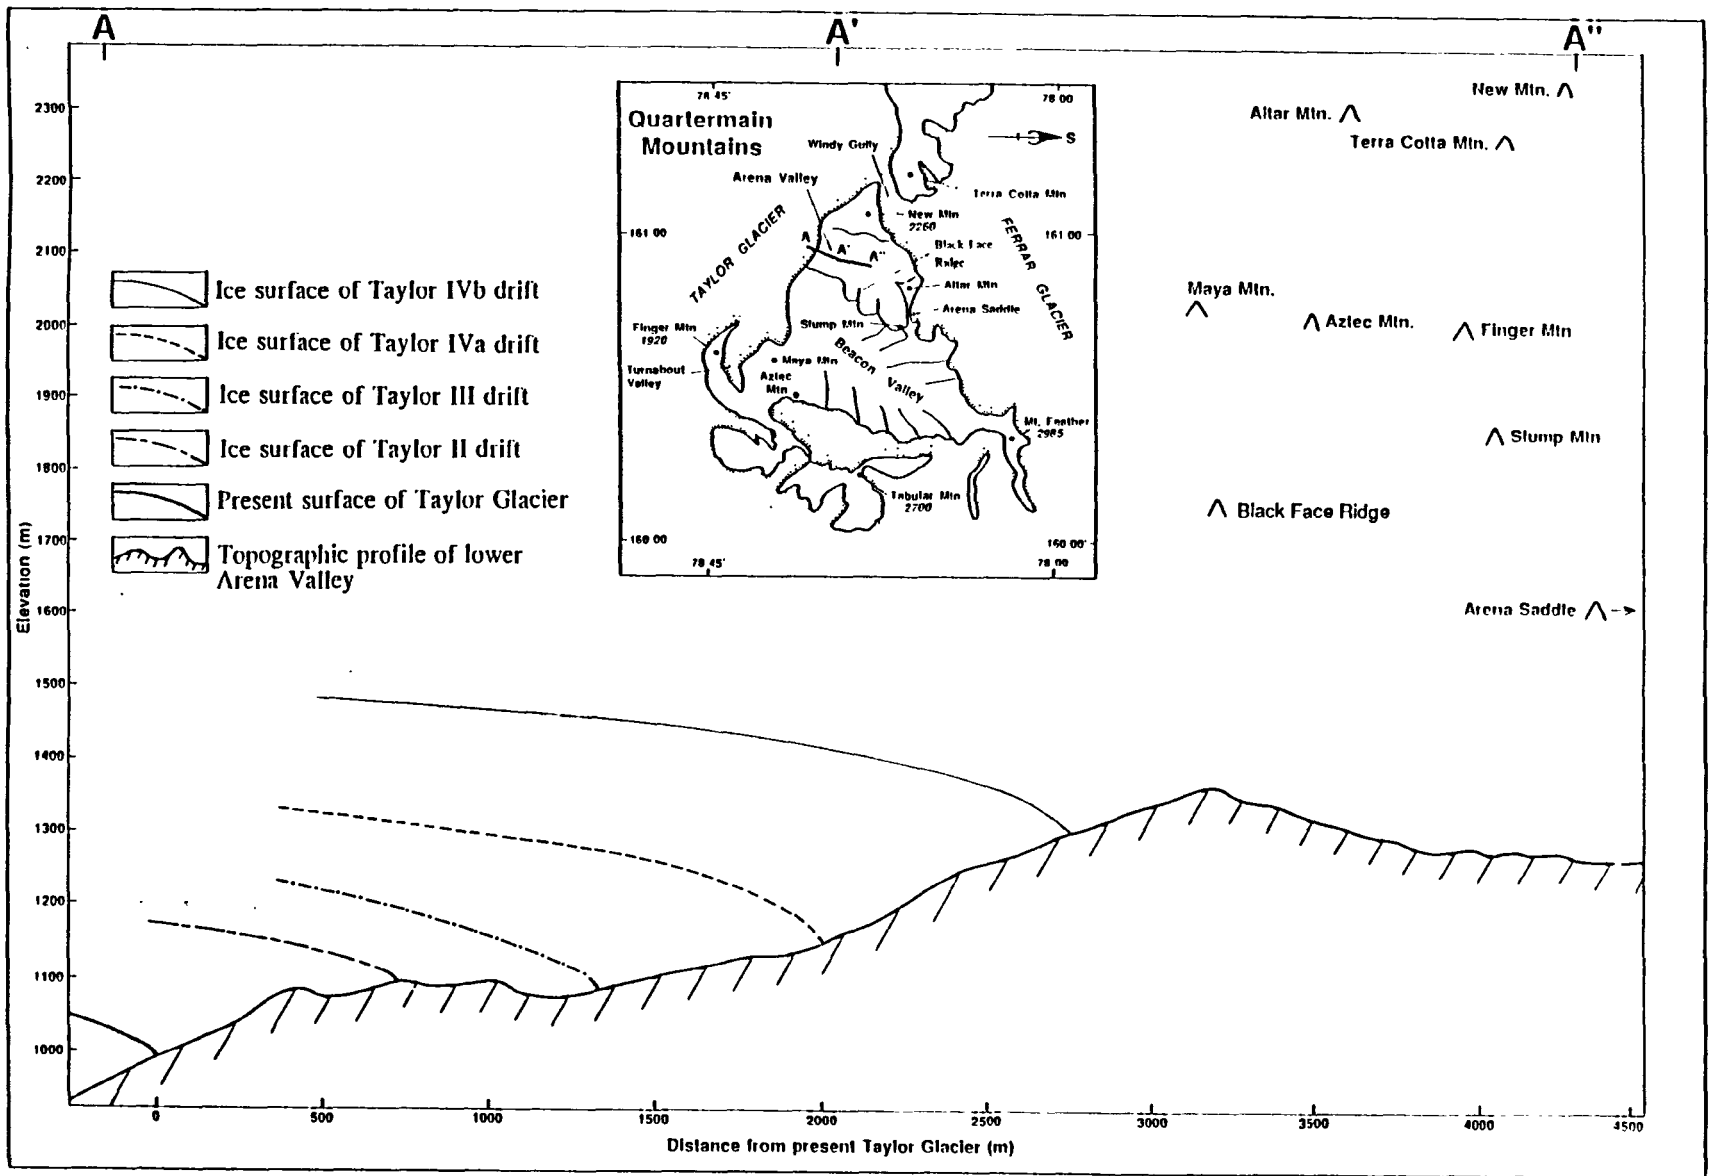 A
A'
A"
New Mtn.
Altar Mtn.
Terra Cotta Mtn.
Maya Mtn.
Aztec Mtn.
Finger Mtn
Slump Mtn
Black Face Ridge
Arena Saddle
Elevation (m)
2300
2200
2100
2000
1900
1800
1700
1600
1500
1400
1300
1200
1100
1000
Ice surface of Taylor IVb drift
Ice surface of Taylor IVa drift
Ice surface of Taylor III drift
Ice surface of Taylor II drift
Present surface of Taylor Glacier
Topographic profile of lower
Arena Valley
78 45'
78 00
Quartermain
Mountains
S
Windy Gully
Arena Valley
Terra Cotta Mtn
New Mtn
2260
TAYLOR GLACIER
FERRAR GLACIER
161 00
161 00
A
A'
A"
Black Face
Ridge
Altar Mtn
Arena Saddle
Slump Mtn
Finger Mtn
1920
Beacon Valley
Maya Mtn
Turnabout
Valley
Aztec
Mtn
Mt. Feather
2985
Tabular Mtn
2700
160 00
160 00'
78 45'
78 00
0
500
1000
1500
2000
2500
3000
3500
4000
4500
Distance from present Taylor Glacier (m)